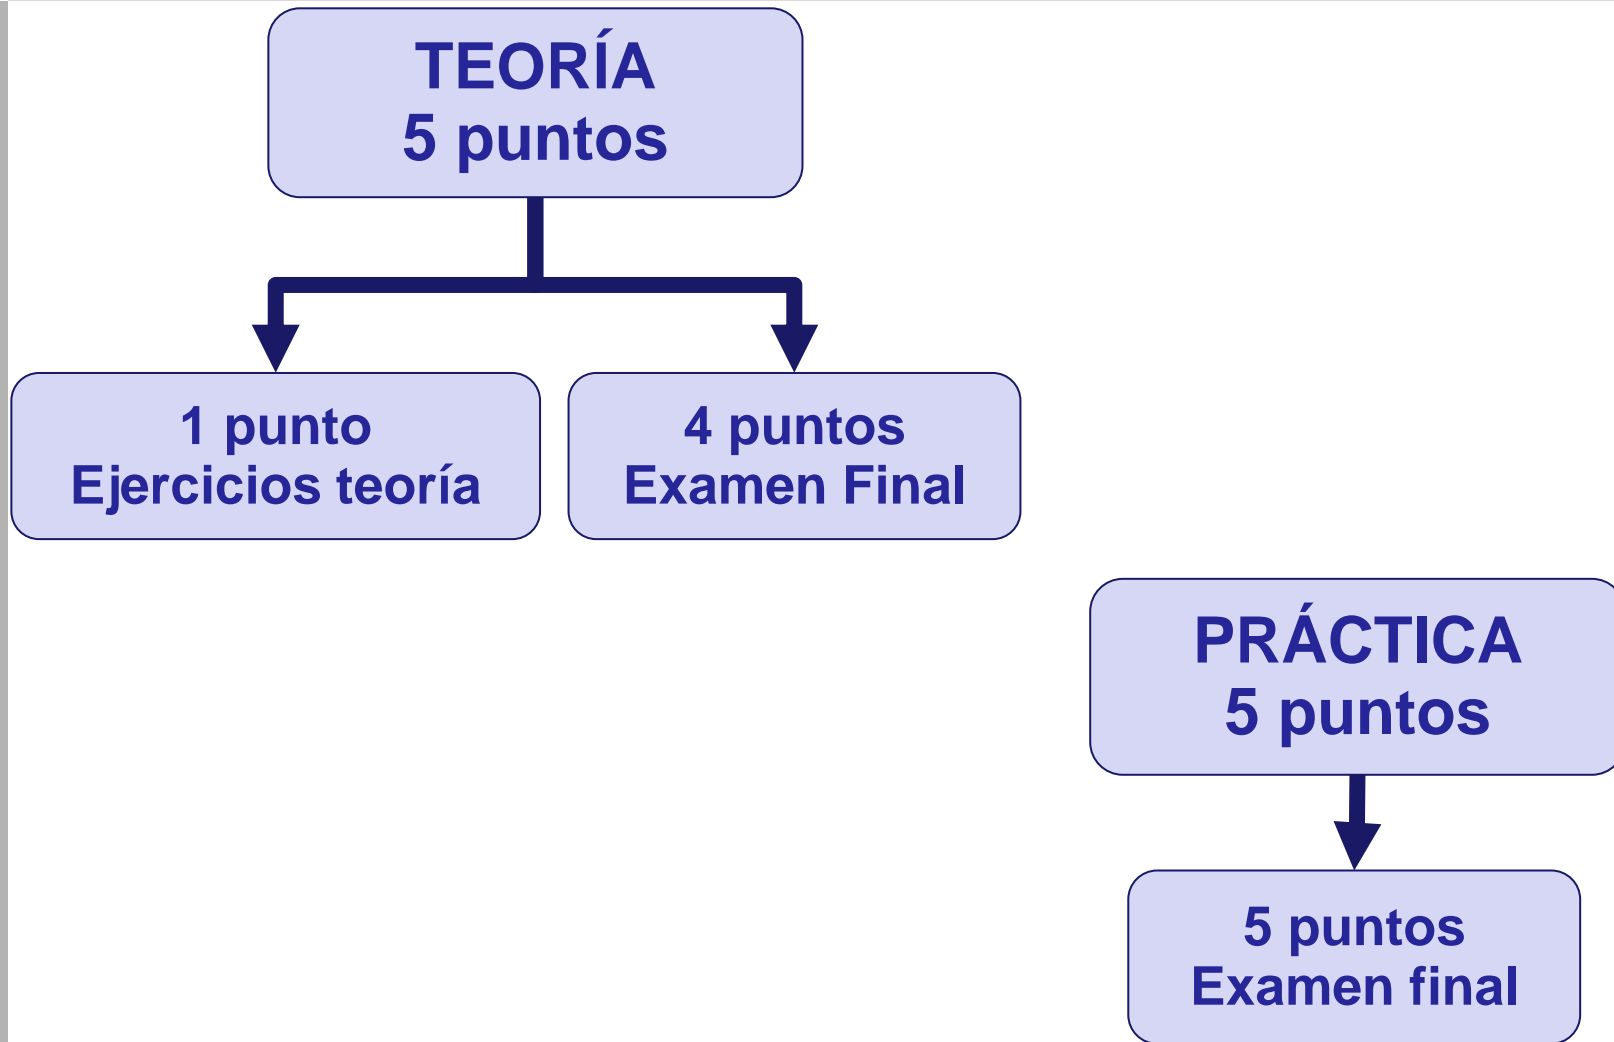 TEORÍA
5 puntos
1 punto
Ejercicios teoría
4 puntos
Examen Final
PRÁCTICA
5 puntos
5 puntos
Examen final